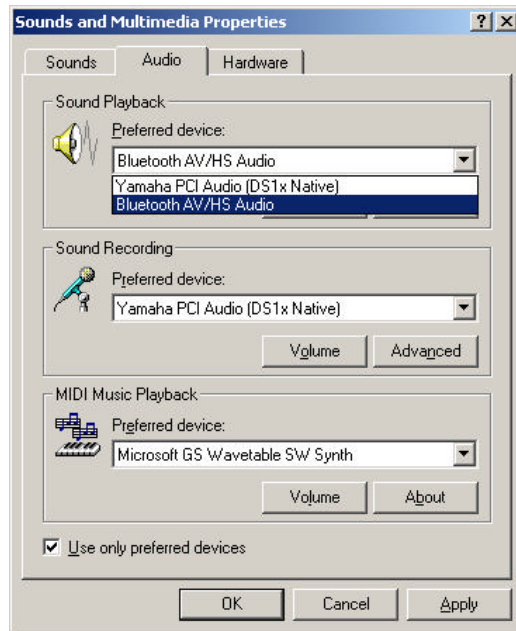 Sounds and Multimedia Properties
Sounds Audio Hardware
Sound Playback
Preferred device:
Bluetooth AV/HS Audio
Yamaha PCI Audio (DS1x Native)
Bluetooth AV/HS Audio
Sound Recording
Preferred device:
Yamaha PCI Audio (DS1x Native)
Volume Advanced
MIDI Music Playback
Preferred device:
Microsoft GS Wavetable SW Synth
Volume About
Use only preferred devices
OK Cancel Apply